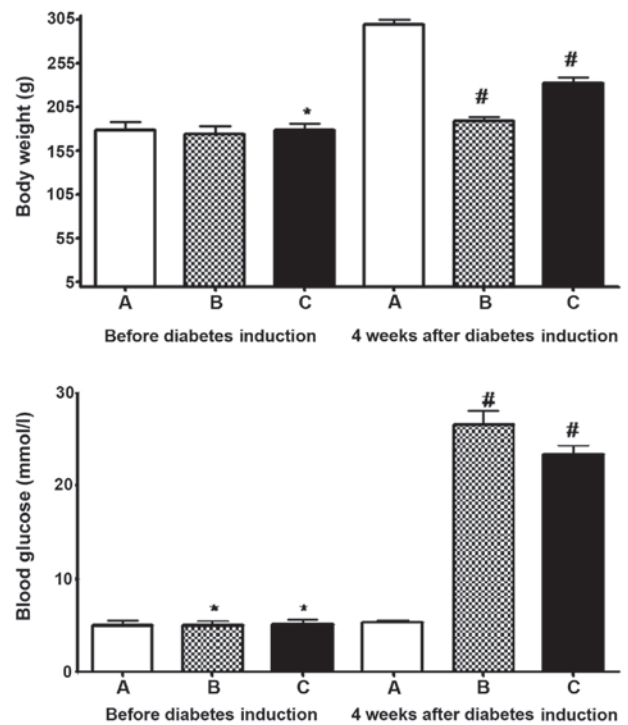 Body weight (g)
305
255
205
155
105
55
5
*
#
#
A B C A B C
Before diabetes induction 4 weeks after diabetes induction
Blood glucose (mmol/l)
30
20
10
0
* *
#
#
A B C A B C
Before diabetes induction 4 weeks after diabetes induction